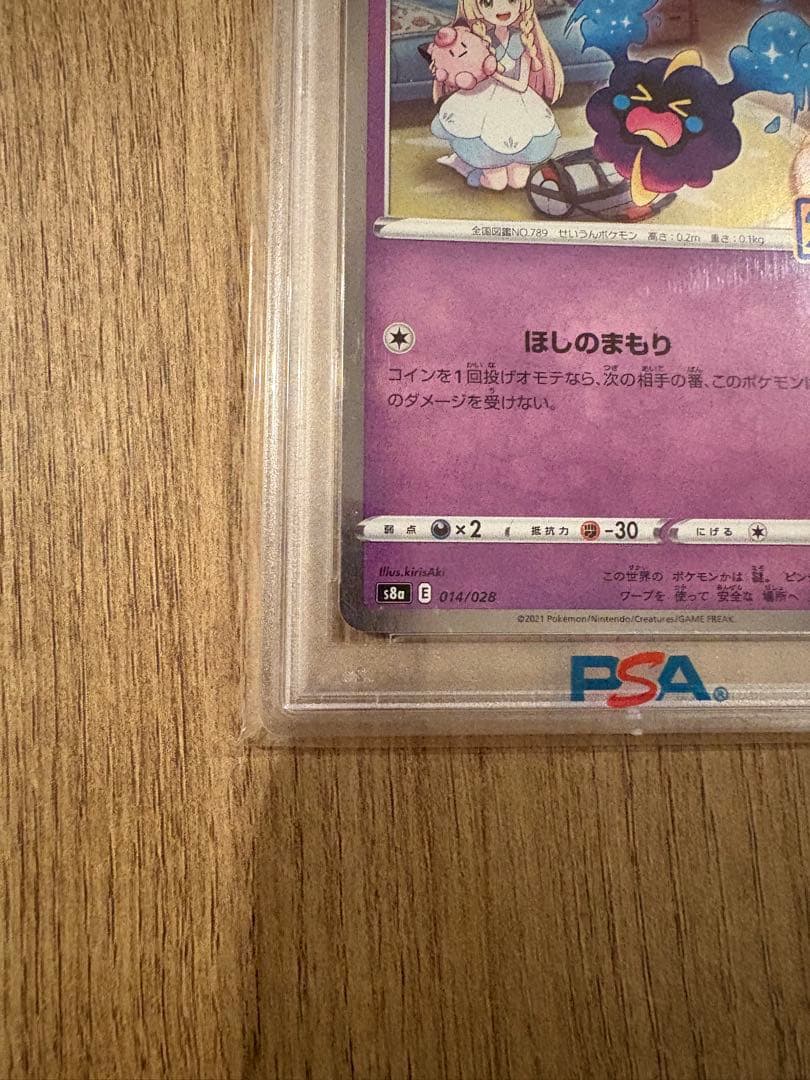 全国図鑑NO.789 せいうんポケモン 高さ:0.2m 重さ:0.1kg
ほしのまもり
コインを1回投げオモテなら、次の相手の番、このポケモンは
のダメージを受けない。
弱点 ×2 抵抗力 -30 にげる
Illus.kirisAki
この世界の ポケモンかは 謎。 ピン
ワープを 使って 安全な 場所へ
s8a E 014/028
©2021 Pokémon/Nintendo/Creatures/GAME FREAK.
PSA®